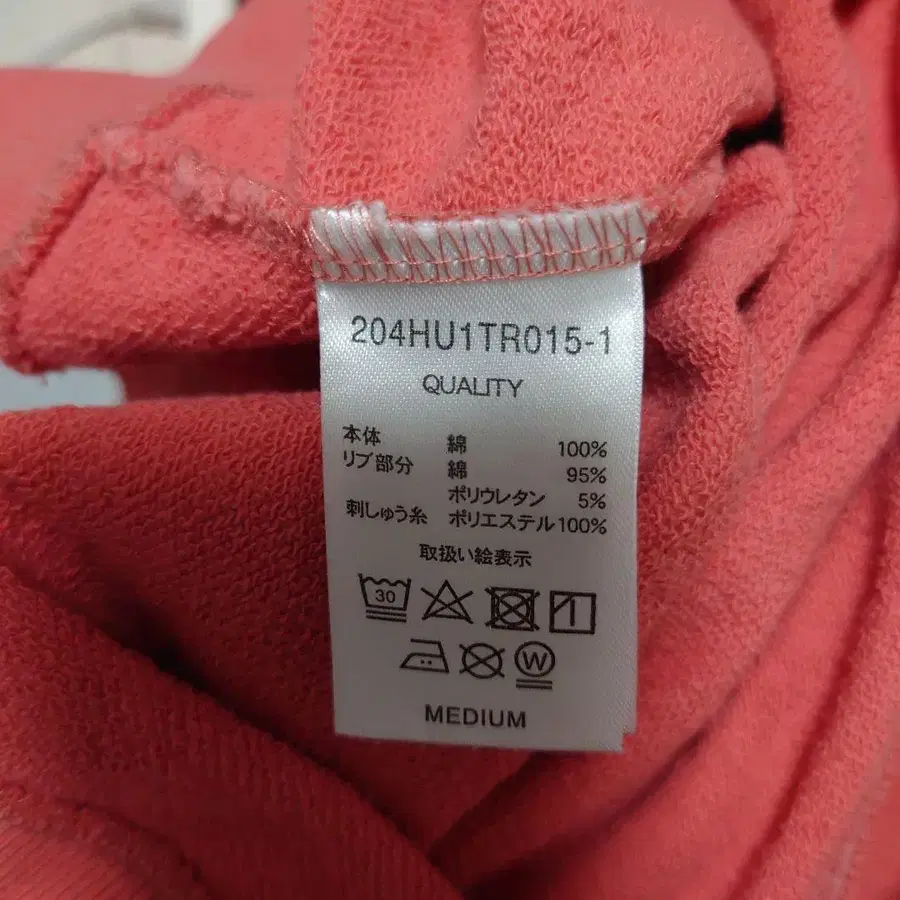 204HU1TR015-1
QUALITY
本体 綿 100%
リブ部分 綿 95%
ポリウレタン 5%
刺しゅう糸 ポリエステル100%
取扱い絵表示
30
W
MEDIUM